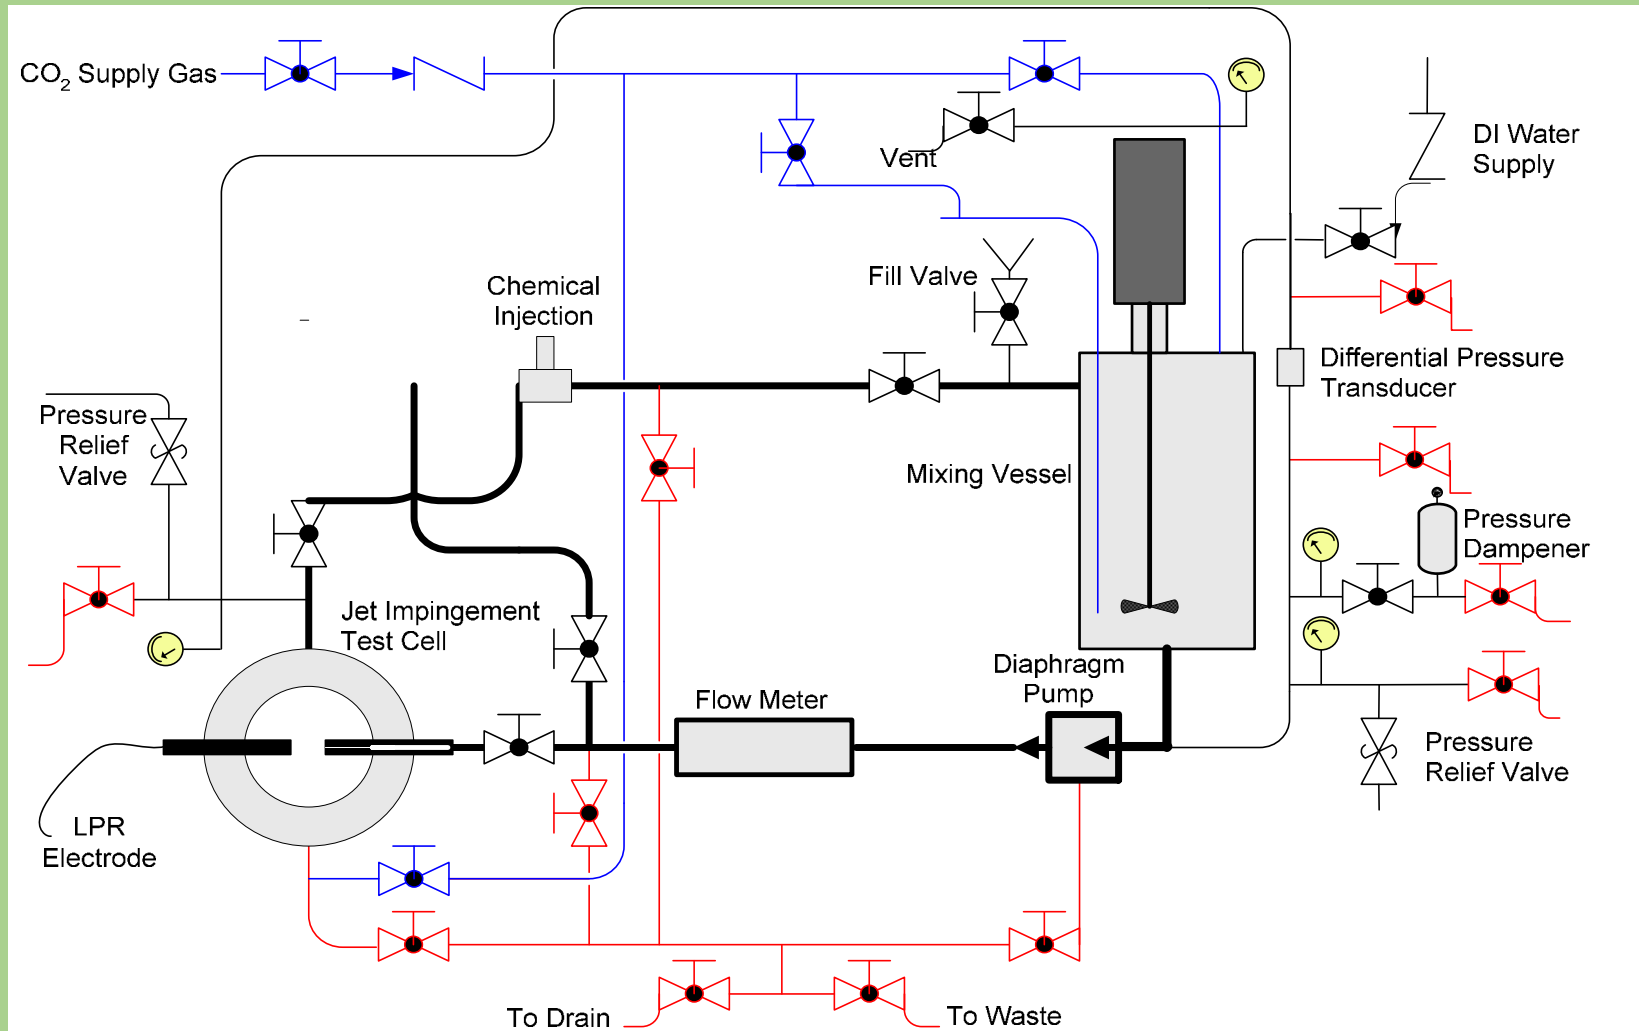 CO2 Supply Gas
Vent
DI Water
Supply
Fill Valve
Chemical
Injection
Differential Pressure
Transducer
Pressure
Relief
Valve
Mixing Vessel
Pressure
Dampener
Jet Impingement
Test Cell
Diaphragm
Pump
Flow Meter
Pressure
Relief Valve
LPR
Electrode
To Drain
To Waste